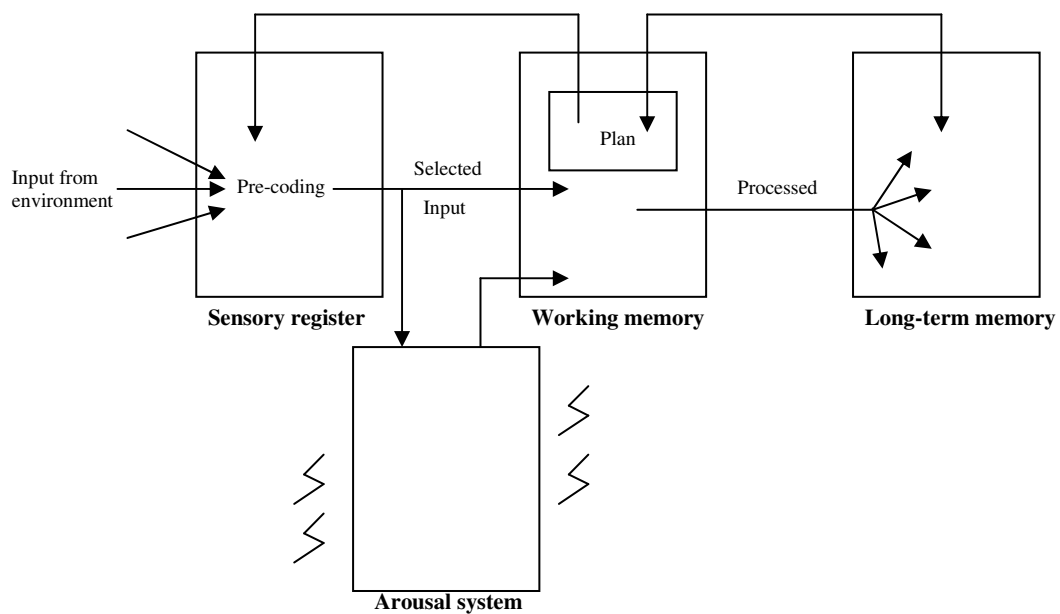 Plan
Input from
environment
Pre-coding
Selected
Input
Processed
Sensory register
Working memory
Long-term memory
Arousal system